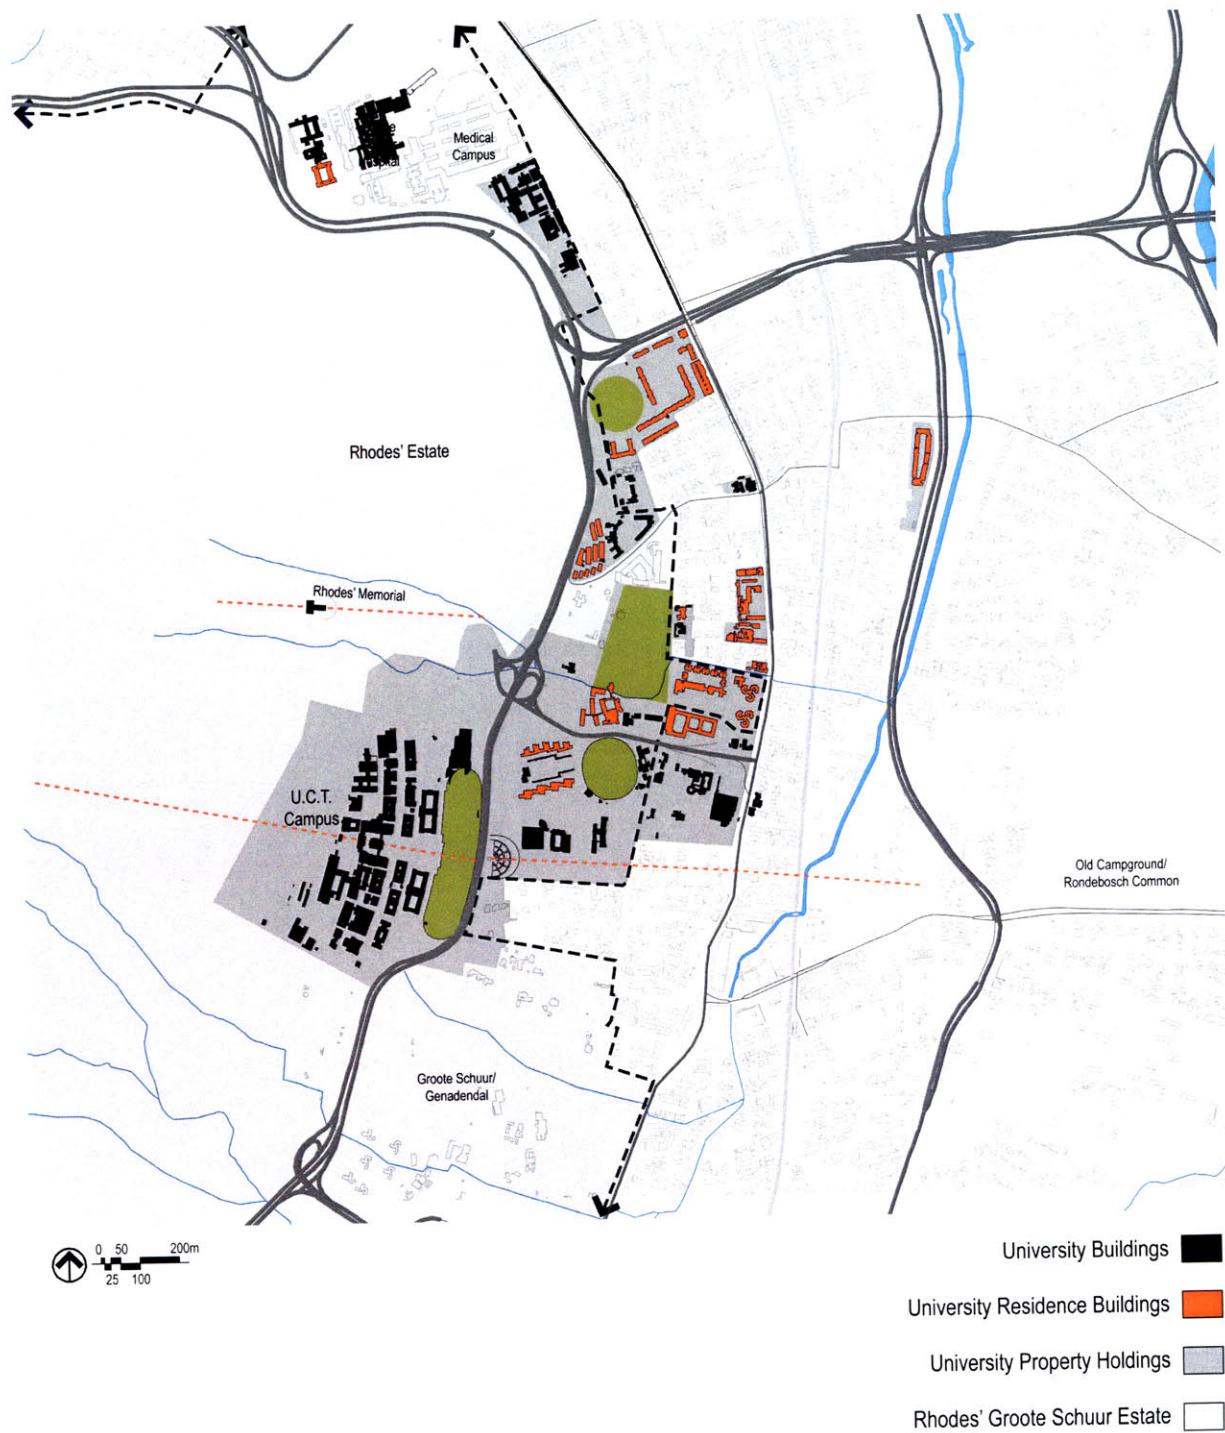 Medical
Campus
Rhodes' Estate
Rhodes' Memorial
U.C.T.
Campus
Old Campground/
Rondebosch Common
Groote Schuur/
Genadendal
0 50 200m
25 100
University Buildings
University Residence Buildings
University Property Holdings
Rhodes' Groote Schuur Estate